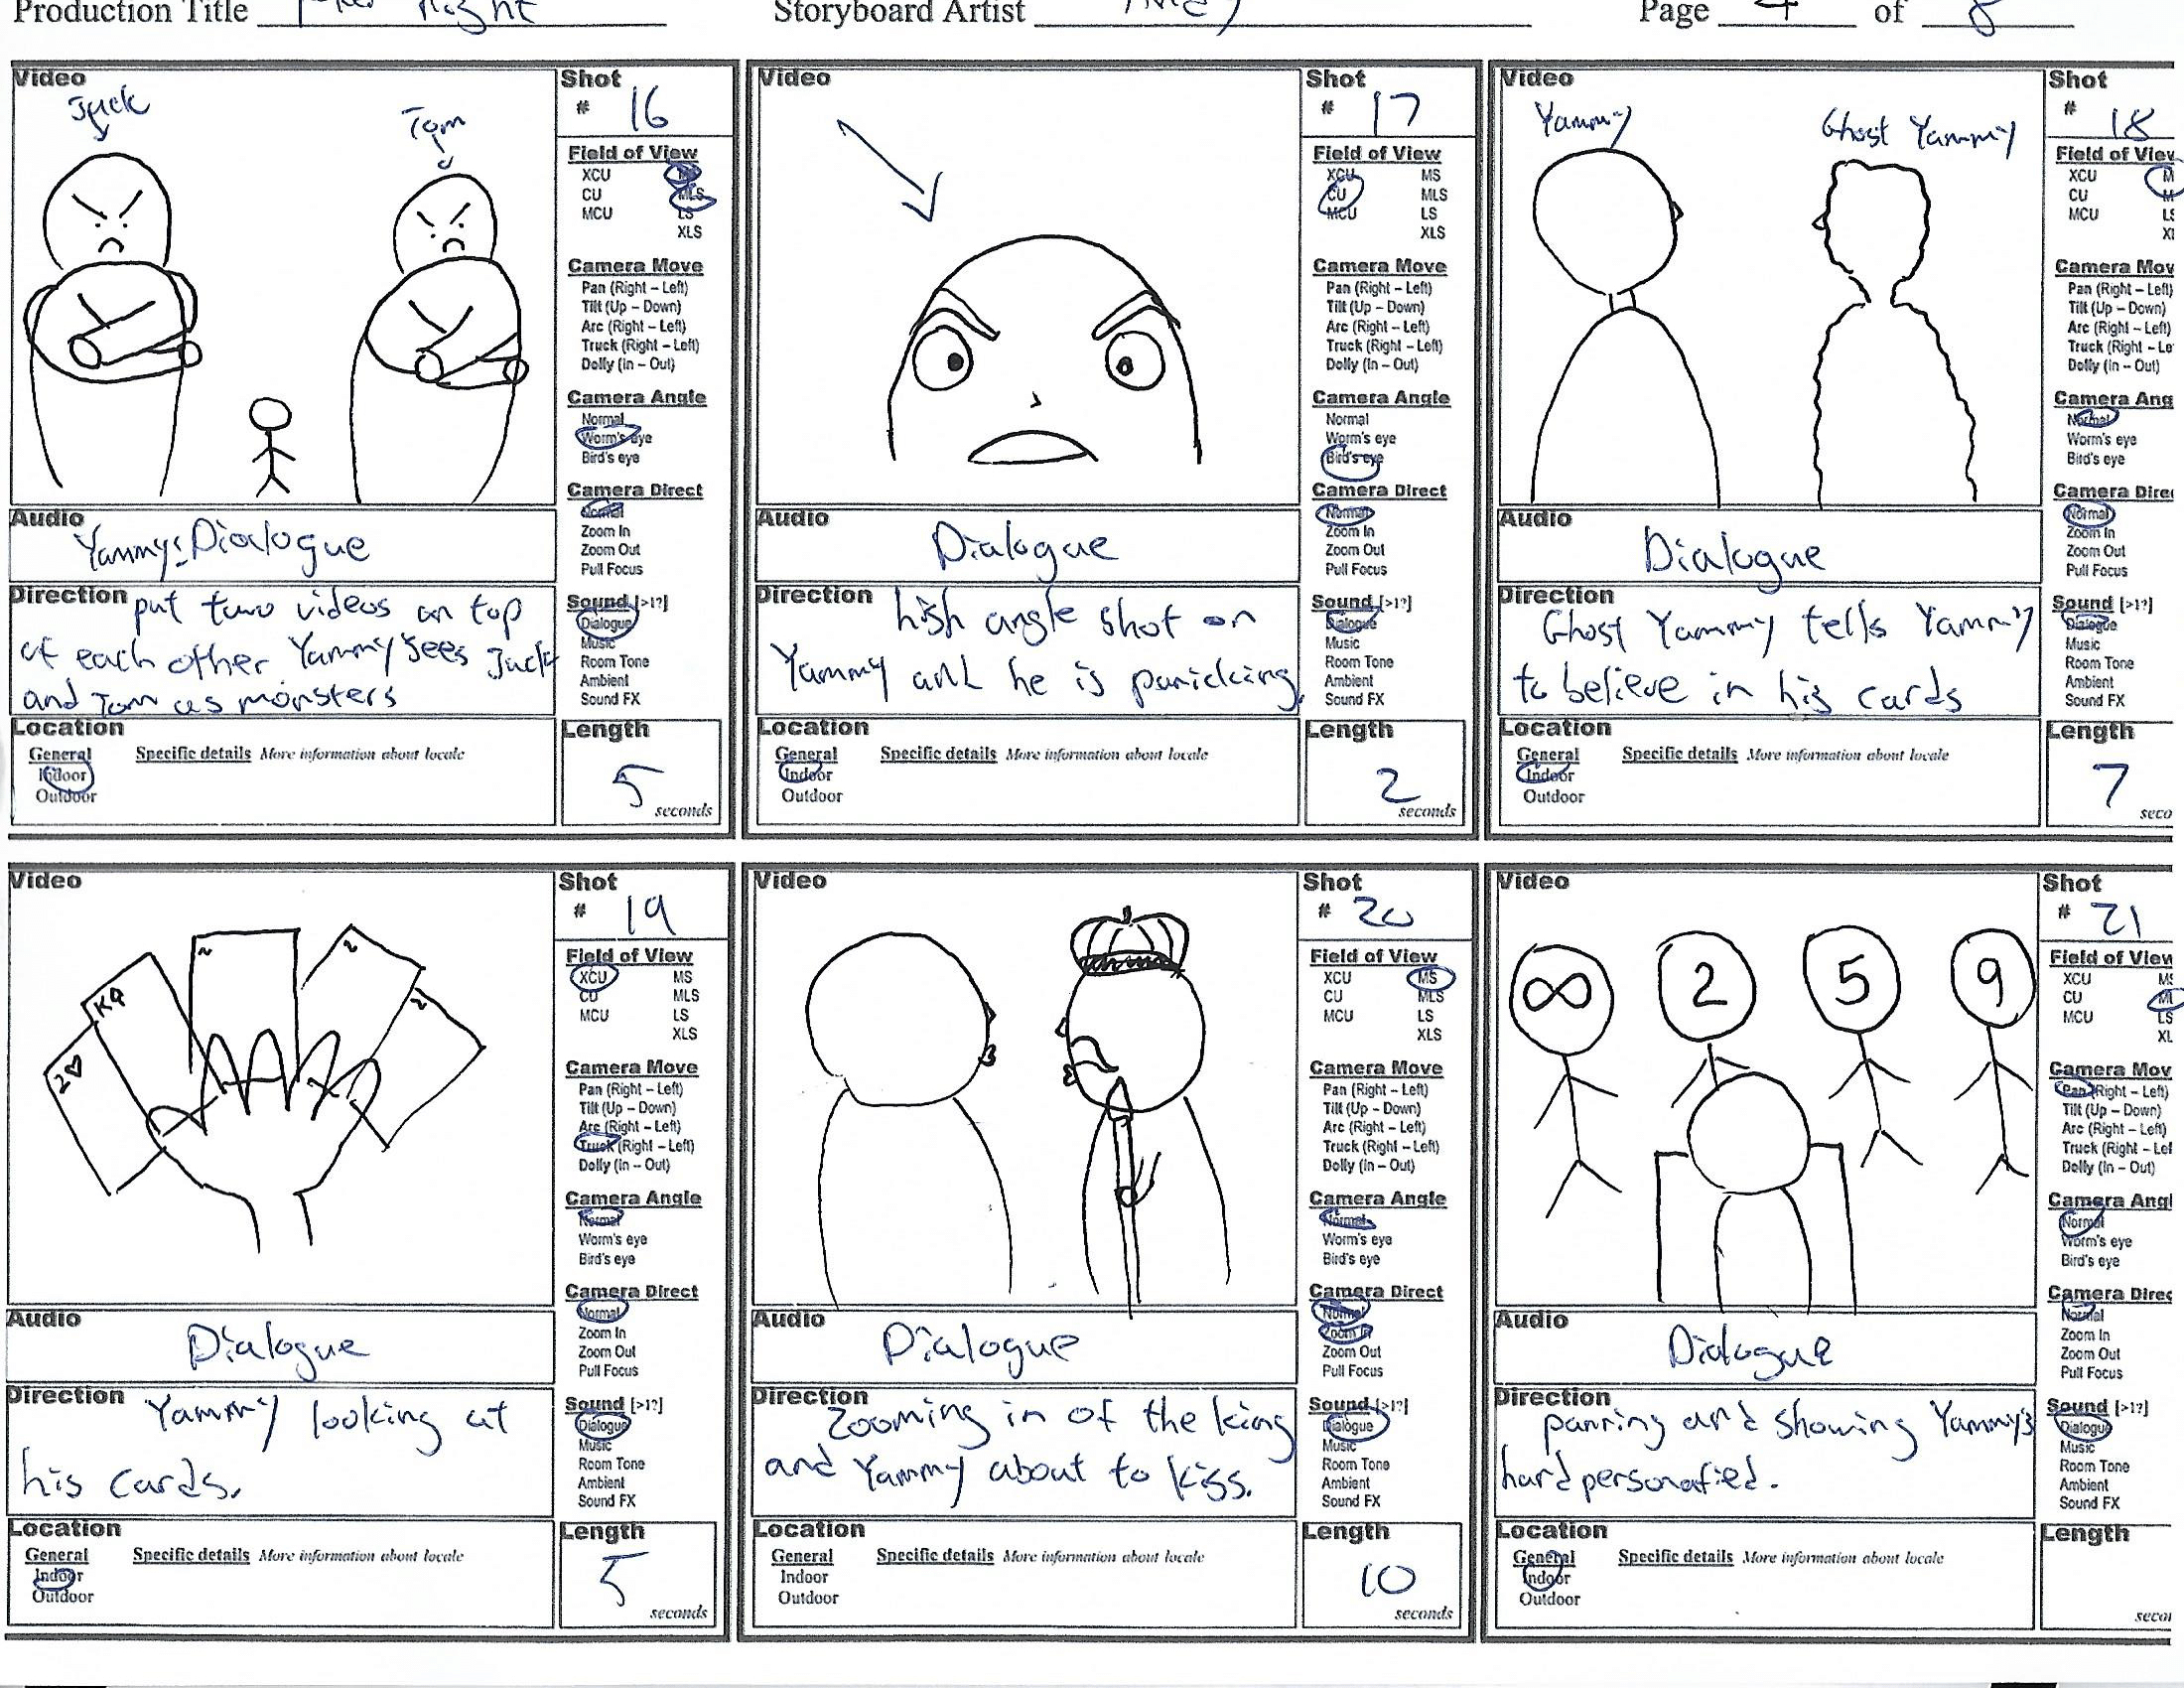 Production Title Night
Storyboard Artist
Page 4 of 8
Video
Jack
Tom
Shot
# 16
Field of View
XCU MS
CU MLS
MCU LS
XLS
Camera Move
Pan (Right – Left)
Tilt (Up – Down)
Arc (Right – Left)
Truck (Right – Left)
Dolly (In – Out)
Camera Angle
Normal
Worm's eye
Bird's eye
Camera Direct
Normal
Zoom In
Zoom Out
Pull Focus
Sound [>1?]
Dialogue
Music
Room Tone
Ambient
Sound FX
Audio
Yammy: Dialogue
Direction put two videos on top
of each other Yammy sees Jack
and Tom as monsters
Location
General Specific details More information about locale
Indoor
Outdoor
Length
5
seconds
Video
Shot
# 17
Field of View
XCU MS
CU MLS
MCU LS
XLS
Camera Move
Pan (Right – Left)
Tilt (Up – Down)
Arc (Right – Left)
Truck (Right – Left)
Dolly (In – Out)
Camera Angle
Normal
Worm's eye
Bird's eye
Camera Direct
Normal
Zoom In
Zoom Out
Pull Focus
Sound [>1?]
Dialogue
Music
Room Tone
Ambient
Sound FX
Audio
Dialogue
Direction high angle shot on
Yammy and he is panicking.
Location
General Specific details More information about locale
Indoor
Outdoor
Length
2
seconds
Video
Yammy
Ghost Yammy
Shot
# 18
Field of View
XCU M
CU M
MCU LS
XL
Camera Mov
Pan (Right – Left)
Tilt (Up – Down)
Arc (Right – Left)
Truck (Right – Le
Dolly (In – Out)
Camera Ang
Normal
Worm's eye
Bird's eye
Camera Direc
Normal
Zoom In
Zoom Out
Pull Focus
Sound [>1?]
Dialogue
Music
Room Tone
Ambient
Sound FX
Audio
Dialogue
Direction Ghost Yammy tells Yammy
to believe in his cards
Location
General Specific details More information about locale
Indoor
Outdoor
Length
7
seco
Video
2♡
K9
2
2
2
Shot
# 19
Field of View
XCU MS
CU MLS
MCU LS
XLS
Camera Move
Pan (Right – Left)
Tilt (Up – Down)
Arc (Right – Left)
Truck (Right – Left)
Dolly (In – Out)
Camera Angle
Normal
Worm's eye
Bird's eye
Camera Direct
Normal
Zoom In
Zoom Out
Pull Focus
Sound [>1?]
Dialogue
Music
Room Tone
Ambient
Sound FX
Audio
Dialogue
Direction Yammy looking at
his cards.
Location
General Specific details More information about locale
Indoor
Outdoor
Length
5
seconds
Video
Shot
# 20
Field of View
XCU MS
CU MLS
MCU LS
XLS
Camera Move
Pan (Right – Left)
Tilt (Up – Down)
Arc (Right – Left)
Truck (Right – Left)
Dolly (In – Out)
Camera Angle
Normal
Worm's eye
Bird's eye
Camera Direct
Normal
Zoom In
Zoom Out
Pull Focus
Sound [>1?]
Dialogue
Music
Room Tone
Ambient
Sound FX
Audio
Dialogue
Direction Zooming in of the king
and Yammy about to kiss.
Location
General Specific details More information about locale
Indoor
Outdoor
Length
10
seconds
Video
∞ 2 5 9
Shot
# 21
Field of View
XCU MS
CU ML
MCU LS
XL
Camera Mov
Pan (Right – Left)
Tilt (Up – Down)
Arc (Right – Left)
Truck (Right – Lef
Dolly (In – Out)
Camera Angl
Normal
Worm's eye
Bird's eye
Camera Direc
Normal
Zoom In
Zoom Out
Pull Focus
Sound [>1?]
Dialogue
Music
Room Tone
Ambient
Sound FX
Audio
Dialogue
Direction panning and showing Yammy's
hand personafied.
Location
General Specific details More information about locale
Indoor
Outdoor
Length
secon